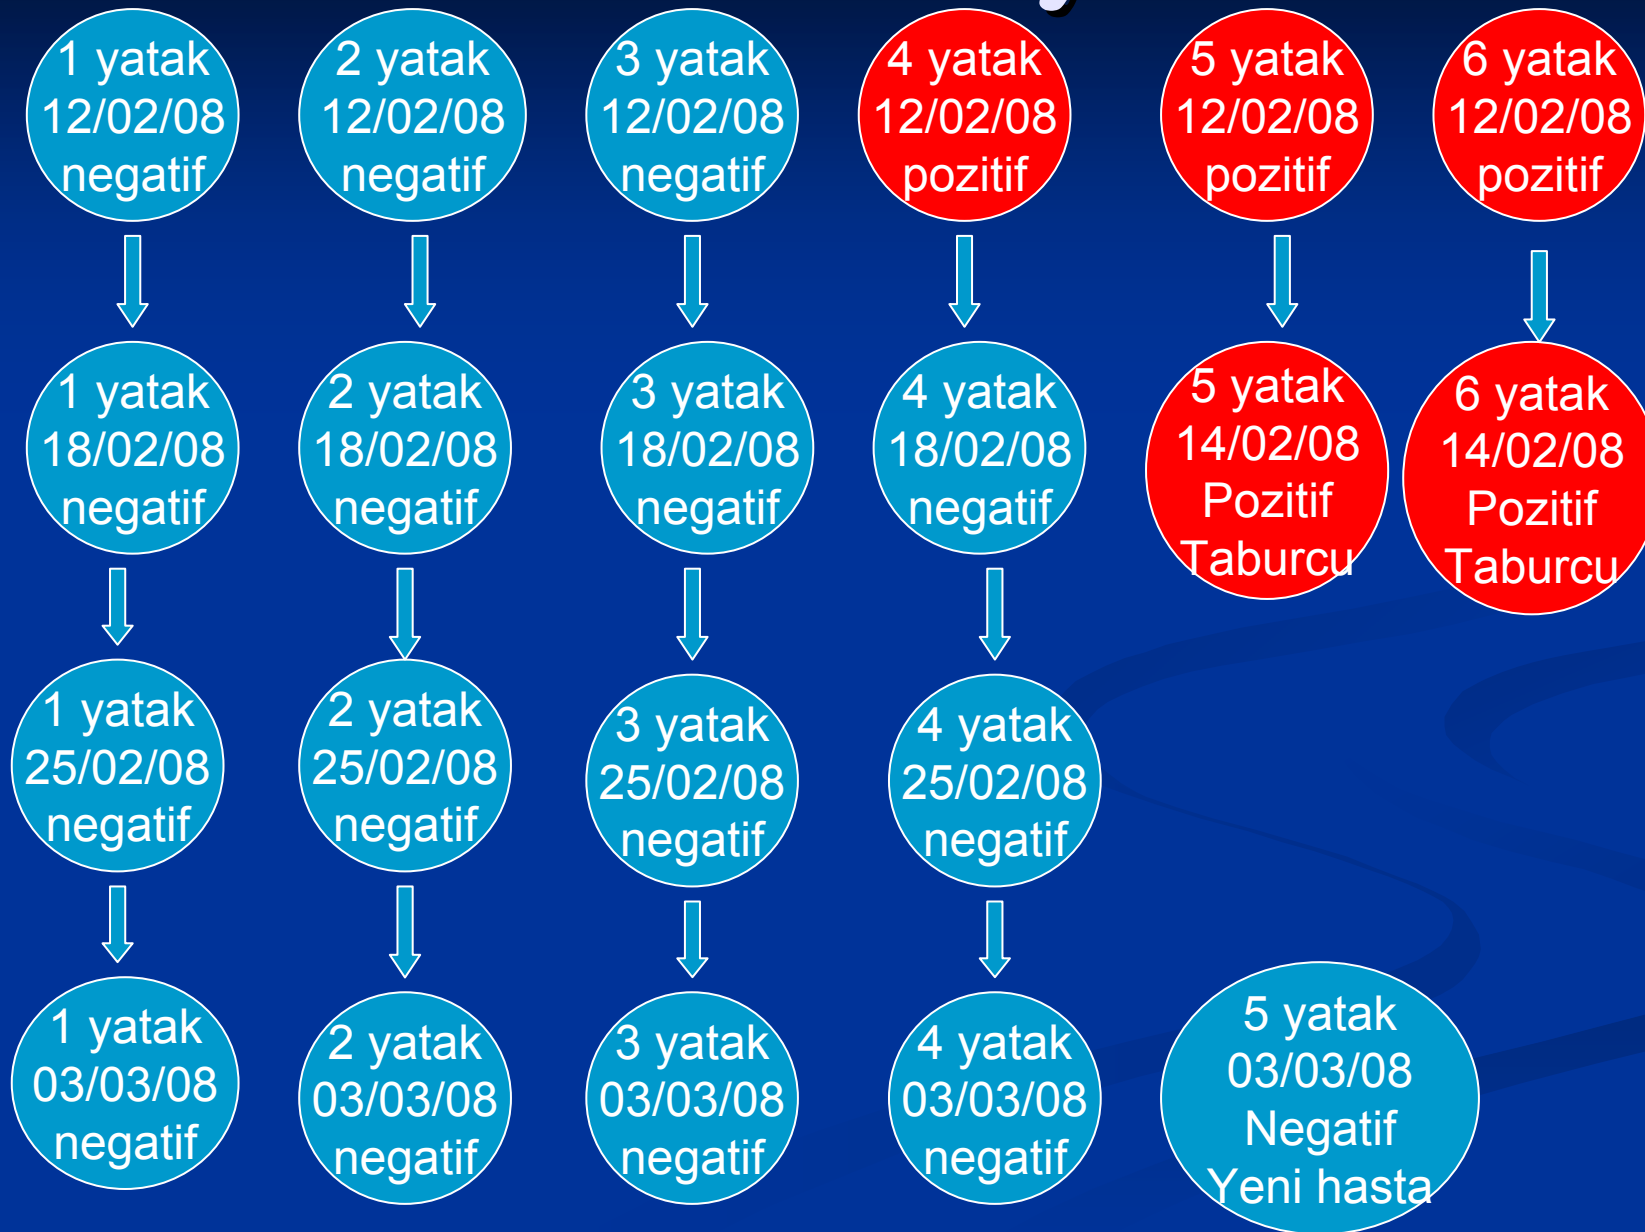 1 yatak
12/02/08
negatif
2 yatak
12/02/08
negatif
3 yatak
12/02/08
negatif
4 yatak
12/02/08
pozitif
5 yatak
12/02/08
pozitif
6 yatak
12/02/08
pozitif
1 yatak
18/02/08
negatif
2 yatak
18/02/08
negatif
3 yatak
18/02/08
negatif
4 yatak
18/02/08
negatif
5 yatak
14/02/08
Pozitif
Taburcu
6 yatak
14/02/08
Pozitif
Taburcu
1 yatak
25/02/08
negatif
2 yatak
25/02/08
negatif
3 yatak
25/02/08
negatif
4 yatak
25/02/08
negatif
1 yatak
03/03/08
negatif
2 yatak
03/03/08
negatif
3 yatak
03/03/08
negatif
4 yatak
03/03/08
negatif
5 yatak
03/03/08
Negatif
Yeni hasta